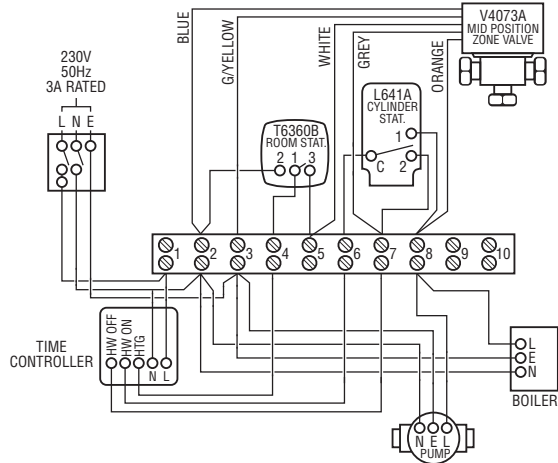 BLUE
G/YELLOW
WHITE
GREY
ORANGE
V4073A
MID POSITION
ZONE VALVE
230V
50Hz
3A RATED
L N E
T6360B
ROOM STAT.
2 1 3
L641A
CYLINDER
STAT.
1
C 2
1 2 3 4 5 6 7 8 9 10
TIME
CONTROLLER
HW OFF
HW ON
HTG
N L
L
E
N
BOILER
N E L
PUMP